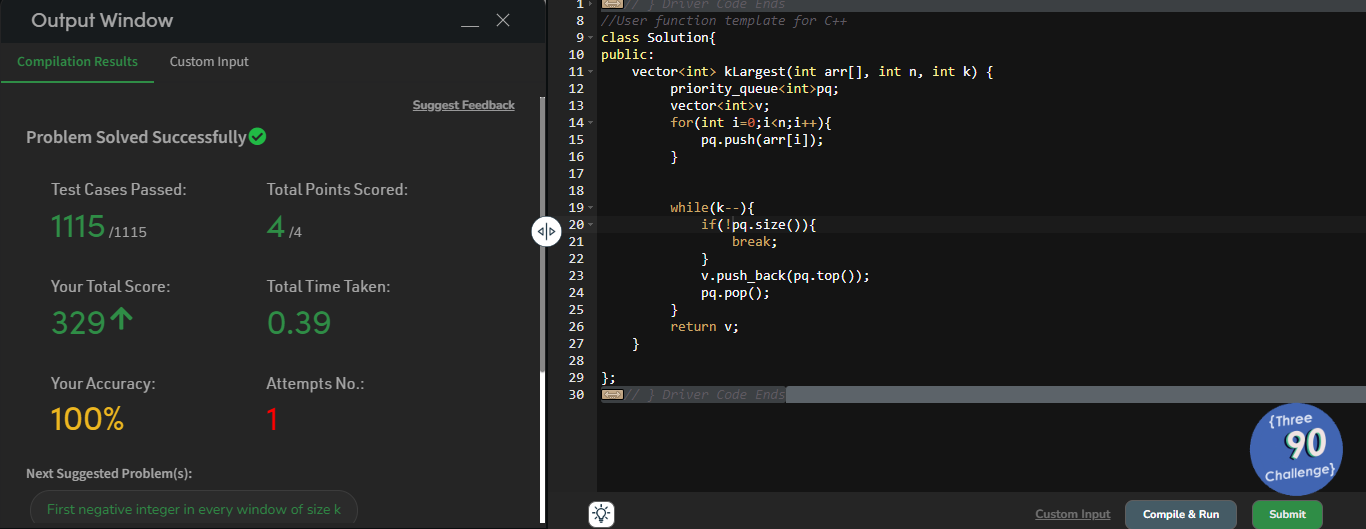 Output Window
Compilation Results Custom Input
Suggest Feedback
Problem Solved Successfully
Test Cases Passed: Total Points Scored:
1115 /1115 4 /4
Your Total Score: Total Time Taken:
329 0.39
Your Accuracy: Attempts No.:
100% 1
Next Suggested Problem(s):
First negative integer in every window of size k
1 // } Driver Code Ends
8 //User function template for C++
9 class Solution{
10 public:
11 vector<int> kLargest(int arr[], int n, int k) {
12 priority_queue<int>pq;
13 vector<int>v;
14 for(int i=0;i<n;i++){
15 pq.push(arr[i]);
16 }
17
18
19 while(k--){
20 if(!pq.size()){
21 break;
22 }
23 v.push_back(pq.top());
24 pq.pop();
25 }
26 return v;
27 }
28
29 };
30 // } Driver Code Ends
{Three
90
Challenge}
Custom Input Compile & Run Submit